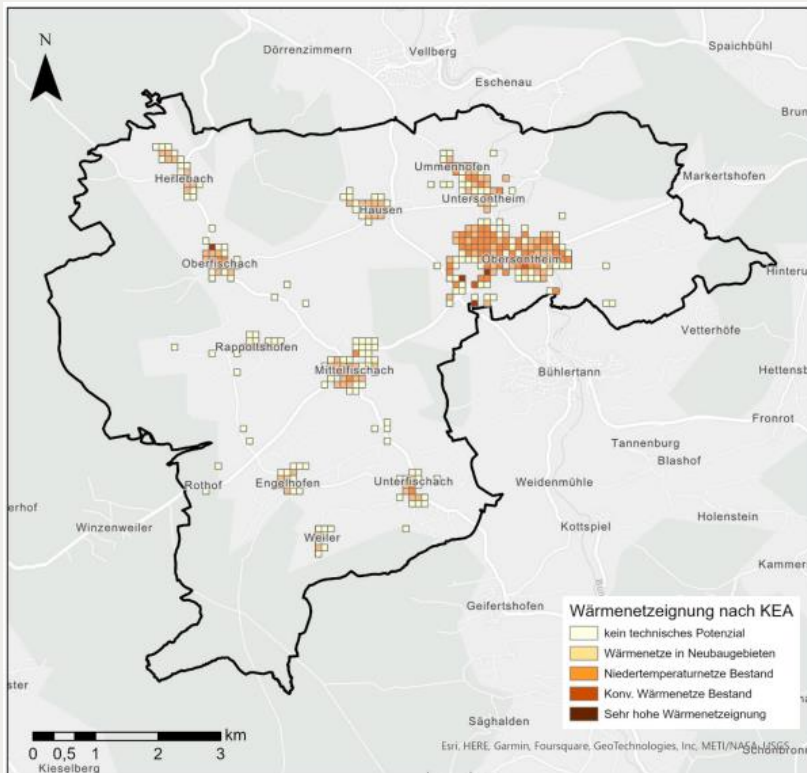 N
Dörrenzimmern
Vellberg
Spaichbühl
Eschenau
Brun
Ummenhofen
Markertshofen
Herlebach
Untersontheim
Hausen
Obersontheim
Oberfischach
Hinteru
Vetterhöfe
Rappoltshofen
Mittelfischach
Bühlertann
Hettensb
Fronrot
Tannenburg
Blashof
Rothof
Engelhofen
Unterfischach
Weidenmühle
erhof
Winzenweiler
Holenstein
Kottspiel
Weiler
Kammer
Geifertshofen
Wärmenetzeignung nach KEA
kein technisches Potenzial
Wärmenetze in Neubaugebieten
Niedertemperaturnetze Bestand
Konv. Wärmenetze Bestand
Sehr hohe Wärmenetzeignung
ster
Säghalden
km
0 0,5 1 2 3
Esri, HERE, Garmin, Foursquare, GeoTechnologies, Inc, METI/NASA, USGS
Kieselberg
Schönbronn